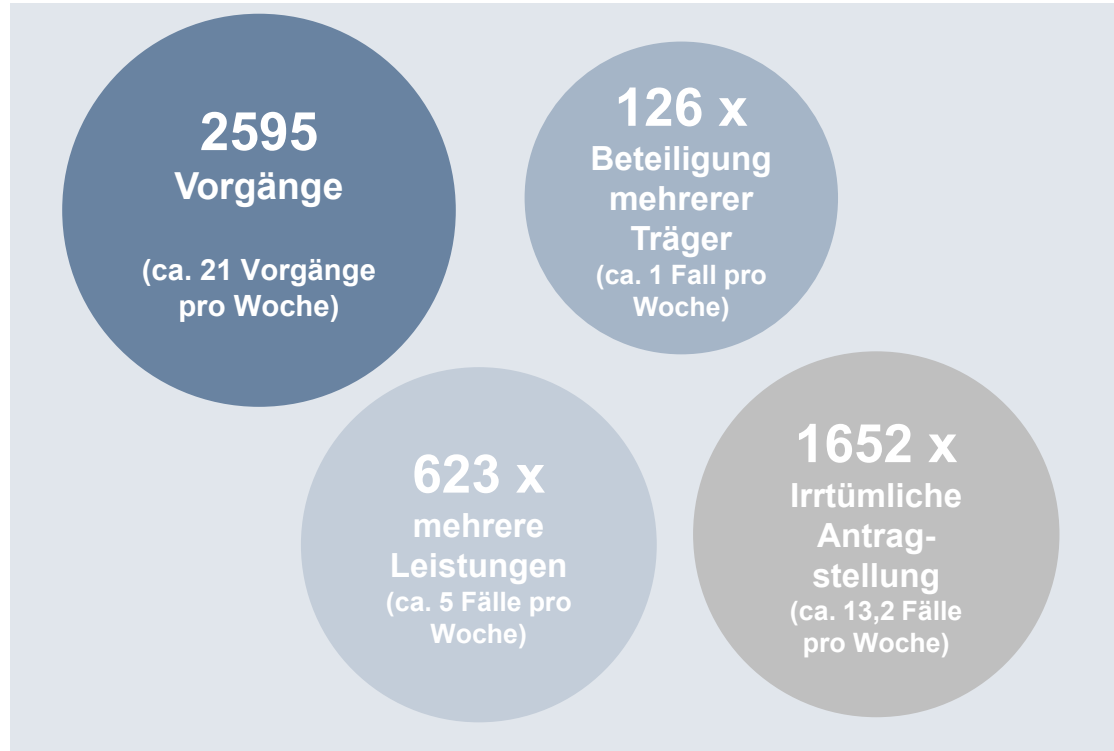 2595
Vorgänge
(ca. 21 Vorgänge
pro Woche)
126 x
Beteiligung
mehrerer
Träger
(ca. 1 Fall pro
Woche)
623 x
mehrere
Leistungen
(ca. 5 Fälle pro
Woche)
1652 x
Irrtümliche
Antrag-
stellung
(ca. 13,2 Fälle
pro Woche)